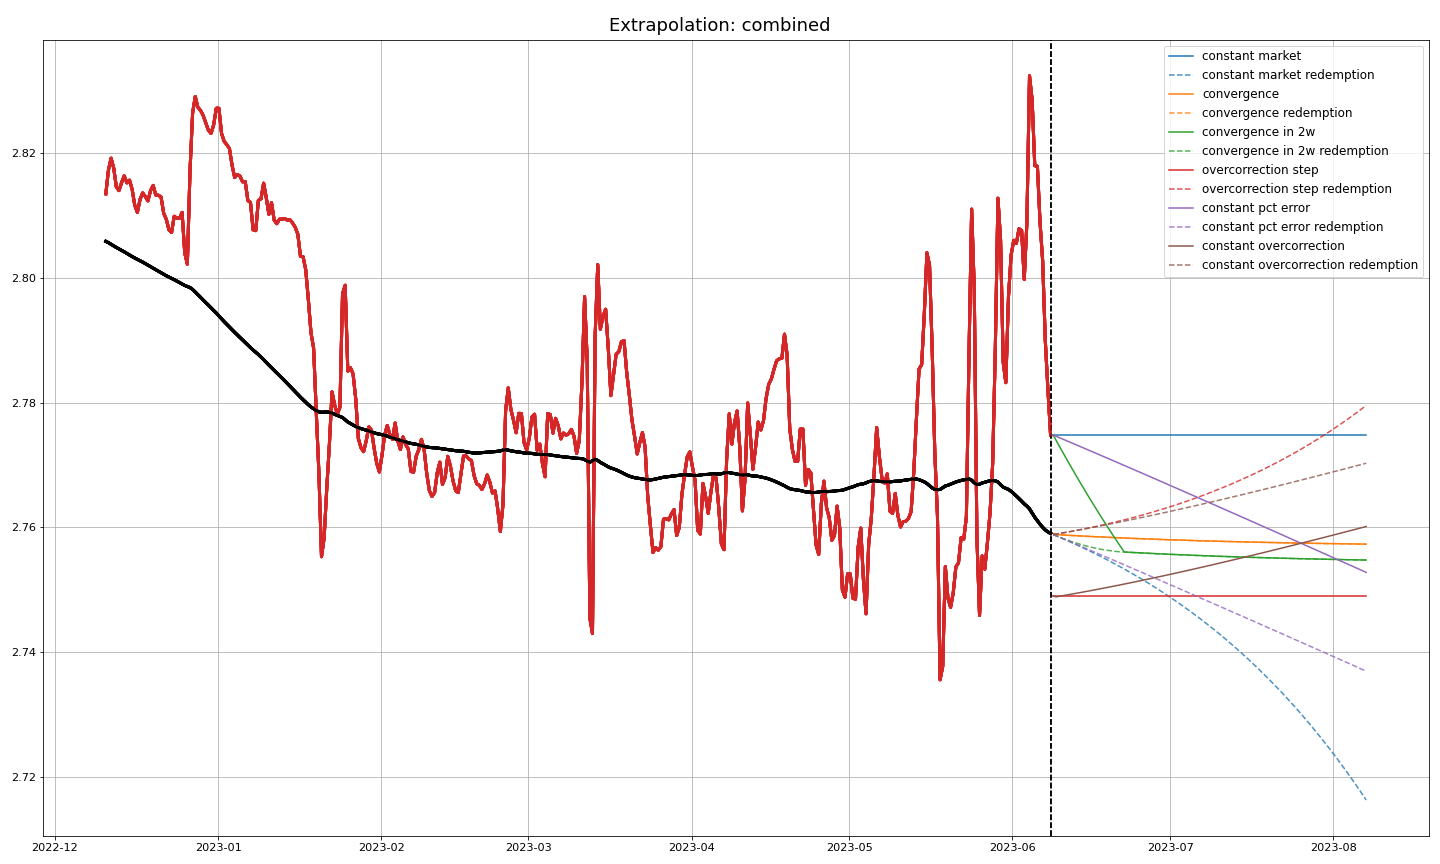 Extrapolation: combined
constant market
constant market redemption
convergence
convergence redemption
convergence in 2w
convergence in 2w redemption
overcorrection step
overcorrection step redemption
constant pct error
constant pct error redemption
constant overcorrection
constant overcorrection redemption
2.82
2.80
2.78
2.76
2.74
2.72
2022-12 2023-01 2023-02 2023-03 2023-04 2023-05 2023-06 2023-07 2023-08